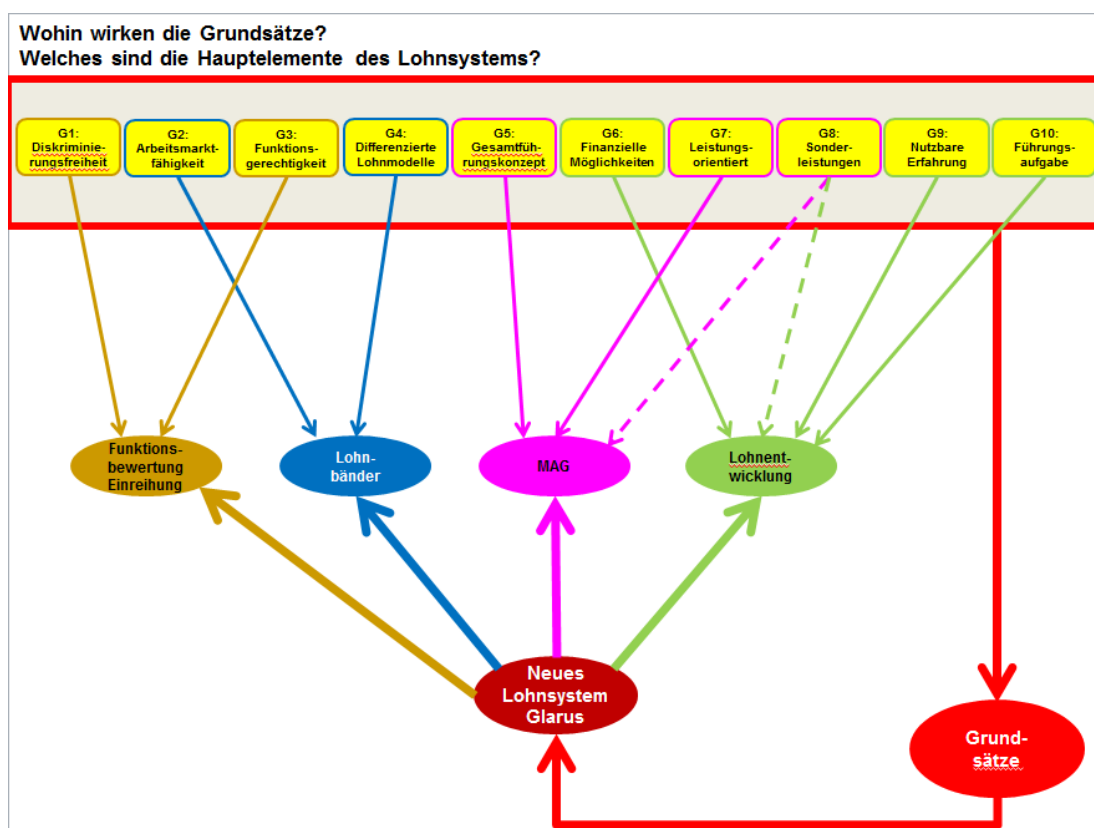 Wohin wirken die Grundsätze?
Welches sind die Hauptelemente des Lohnsystems?
G1:
Diskriminie-
rungsfreiheit
G2:
Arbeitsmarkt-
fähigkeit
G3:
Funktions-
gerechtigkeit
G4:
Differenzierte
Lohnmodelle
G5:
Gesamtfüh-
rungskonzept
G6:
Finanzielle
Möglichkeiten
G7:
Leistungs-
orientiert
G8:
Sonder-
leistungen
G9:
Nutzbare
Erfahrung
G10:
Führungs-
aufgabe
Funktions-
bewertung
Einreihung
Lohn-
bänder
MAG
Lohnent-
wicklung
Neues
Lohnsystem
Glarus
Grund-
sätze